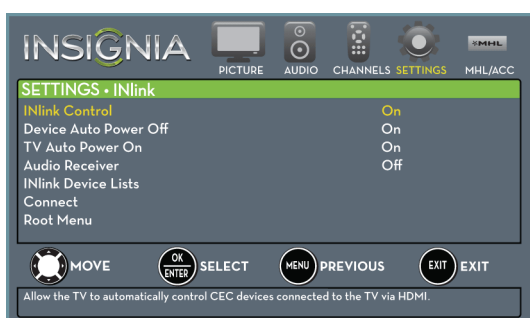 INSIGNIA
PICTURE AUDIO CHANNELS SETTINGS MHL/ACC
MHL
SETTINGS • INlink
INlink Control On
Device Auto Power Off On
TV Auto Power On On
Audio Receiver Off
INlink Device Lists
Connect
Root Menu
MOVE OK ENTER SELECT MENU PREVIOUS EXIT EXIT
Allow the TV to automatically control CEC devices connected to the TV via HDMI.